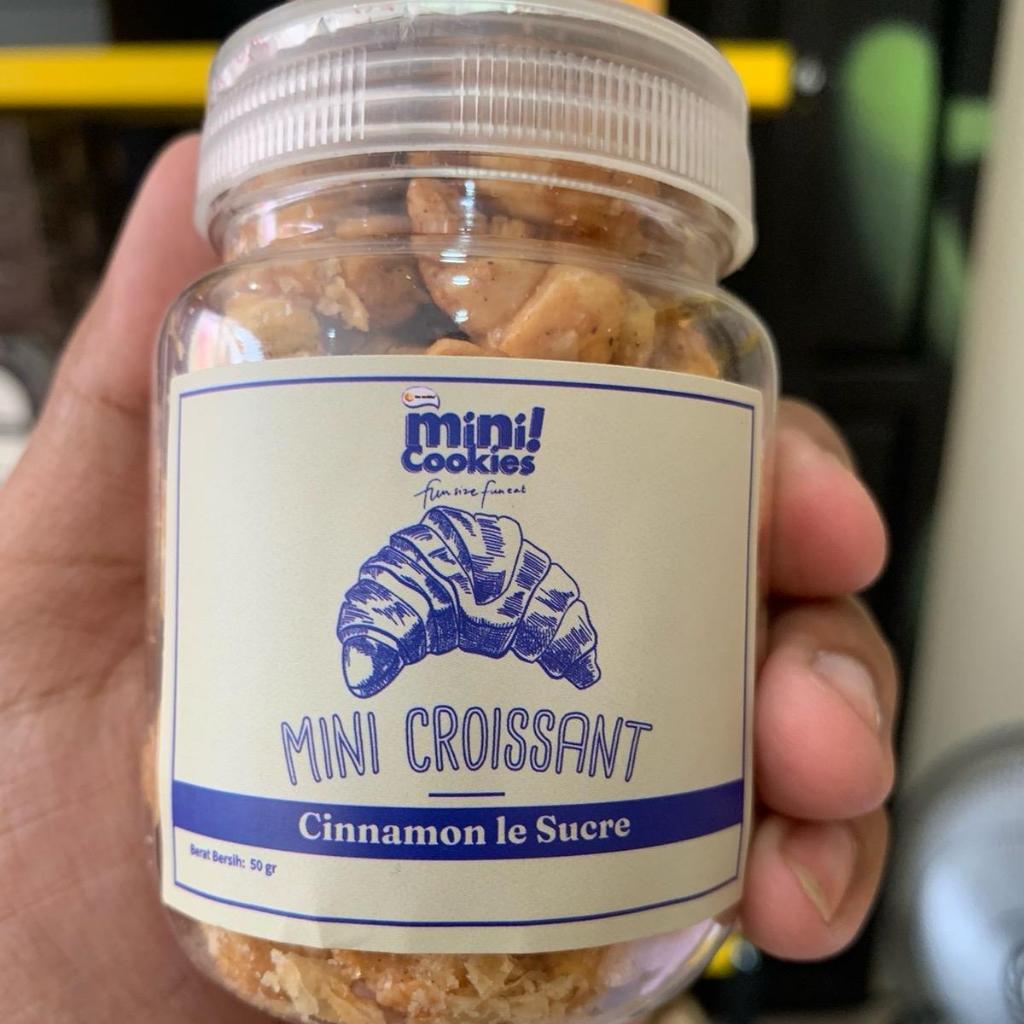 mini!
Cookies
fun size fun eat
MINI CROISSANT
Cinnamon le Sucre
Berat Bersih: 50 gr